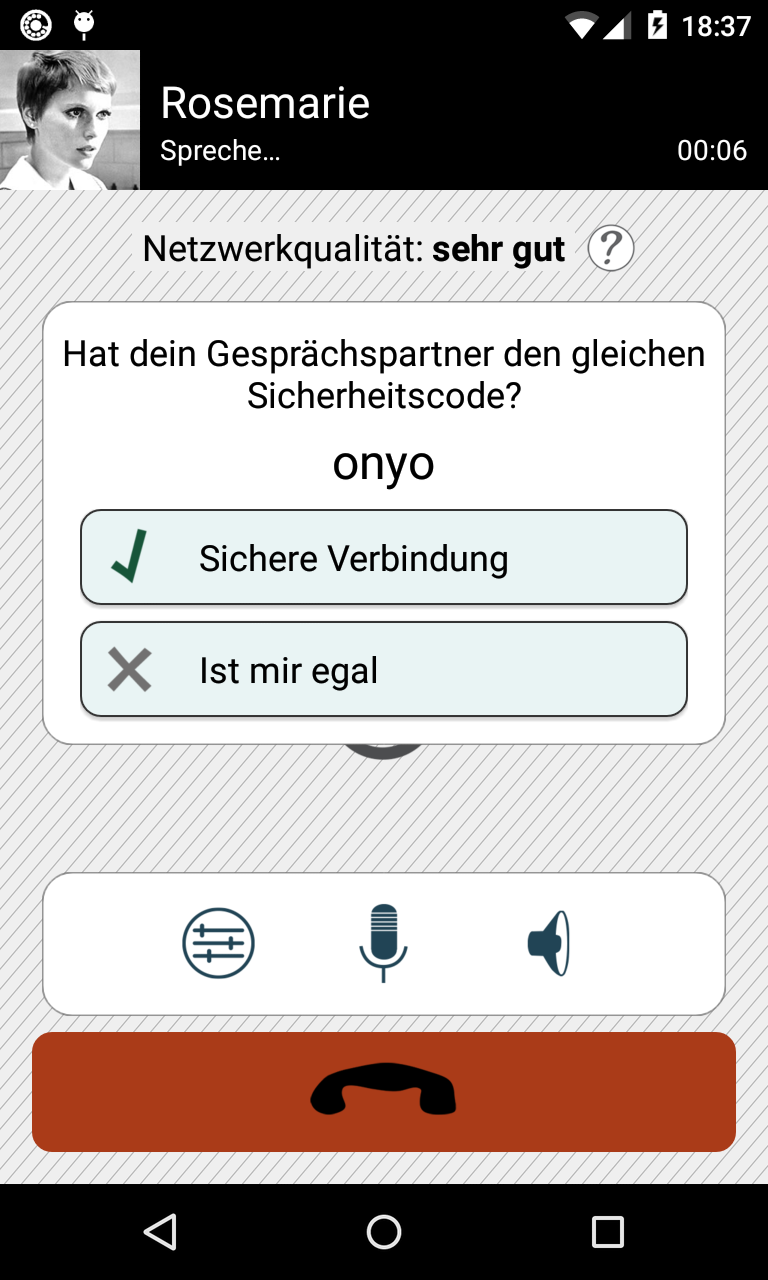 18:37
Rosemarie
Spreche...
00:06
Netzwerkqualität: sehr gut ?
Hat dein Gesprächspartner den gleichen
Sicherheitscode?
onyo
Sichere Verbindung
Ist mir egal